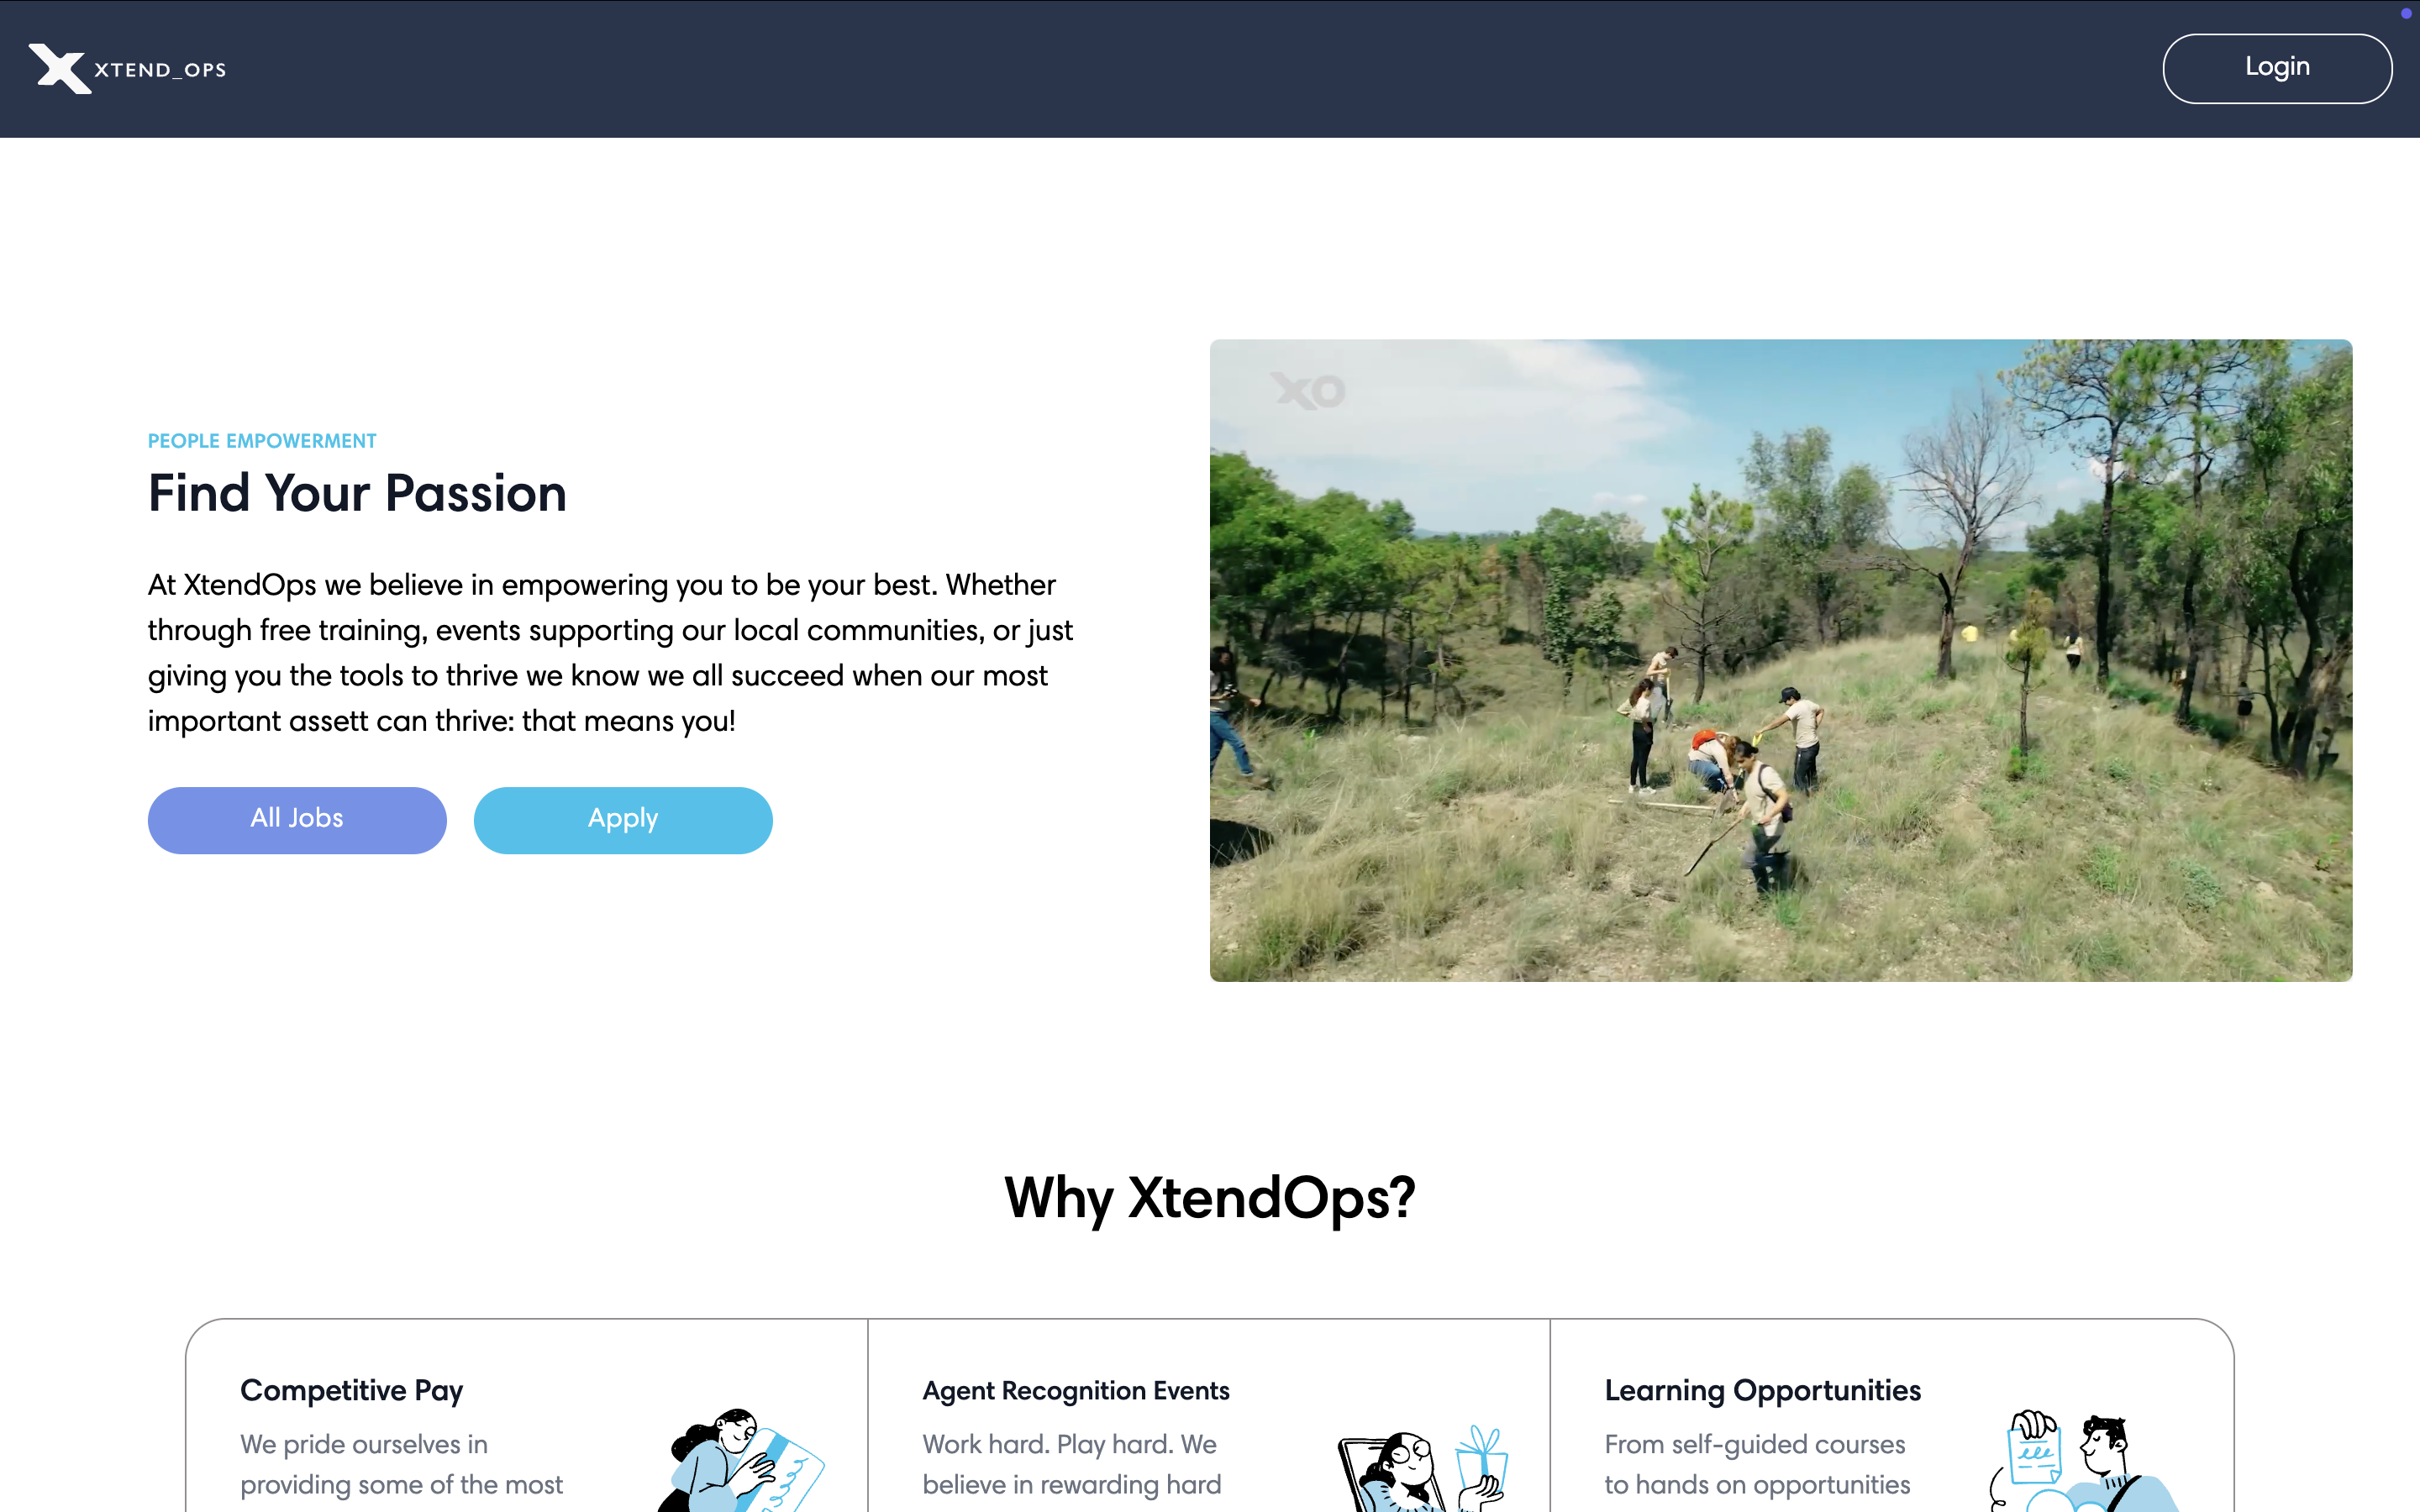 XTEND_OPS
Login
PEOPLE EMPOWERMENT
Find Your Passion
At XtendOps we believe in empowering you to be your best. Whether
through free training, events supporting our local communities, or just
giving you the tools to thrive we know we all succeed when our most
important assett can thrive: that means you!
All Jobs
Apply
XO
Why XtendOps?
Competitive Pay
We pride ourselves in
providing some of the most
Agent Recognition Events
Work hard. Play hard. We
believe in rewarding hard
Learning Opportunities
From self-guided courses
to hands on opportunities